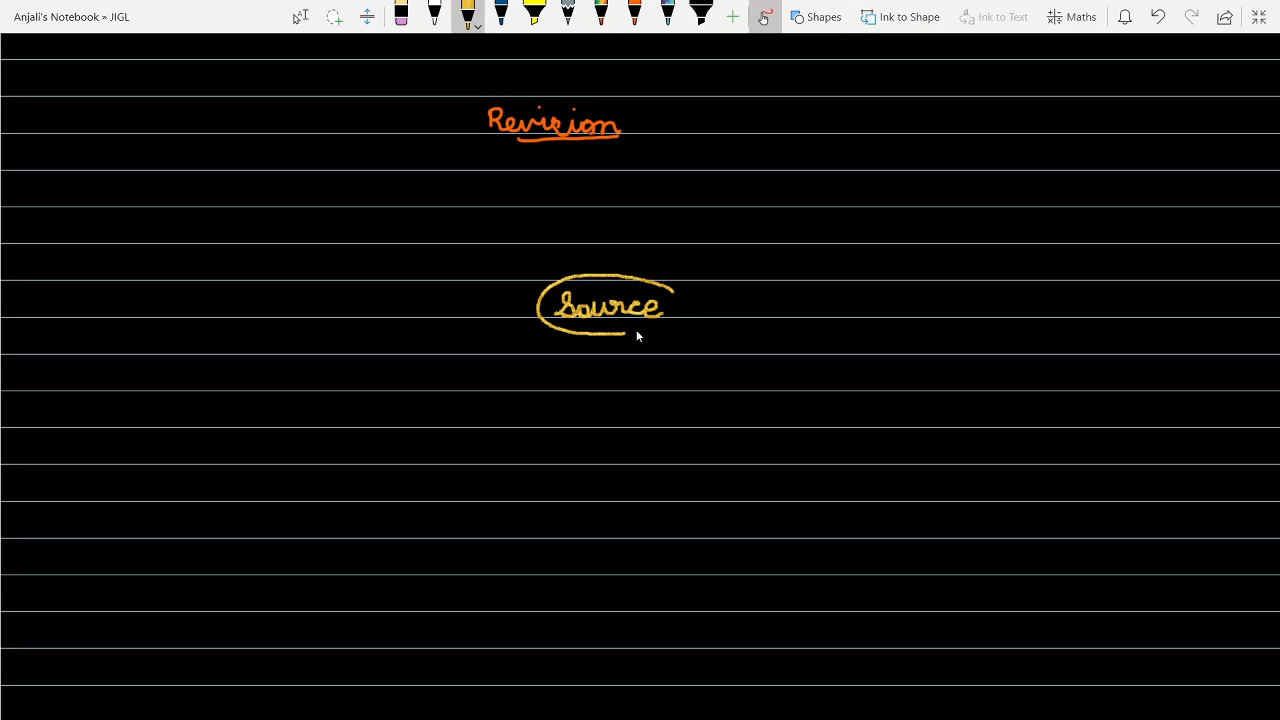 Anjali's Notebook » JIGL
Shapes
Ink to Shape
Ink to Text
Maths
Revision
Source